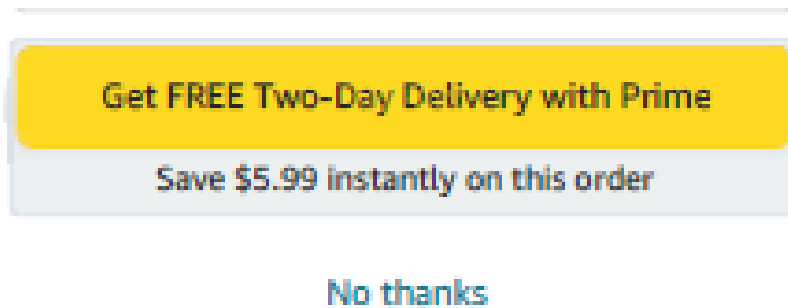 Get FREE Two-Day Delivery with Prime
Save $5.99 instantly on this order
No thanks